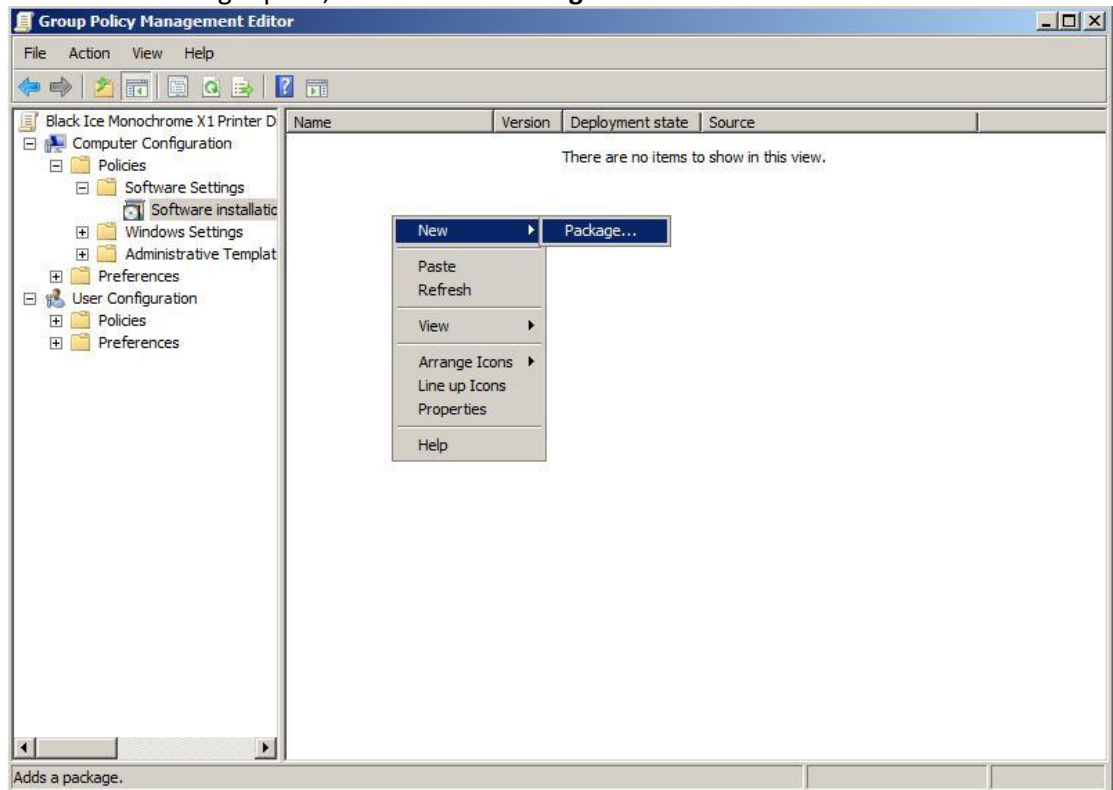 Group Policy Management Editor
File Action View Help
Black Ice Monochrome X1 Printer D
Computer Configuration
Policies
Software Settings
Software installatic
Windows Settings
Administrative Templat
Preferences
User Configuration
Policies
Preferences
Name Version Deployment state Source
There are no items to show in this view.
New Package...
Paste
Refresh
View
Arrange Icons
Line up Icons
Properties
Help
Adds a package.